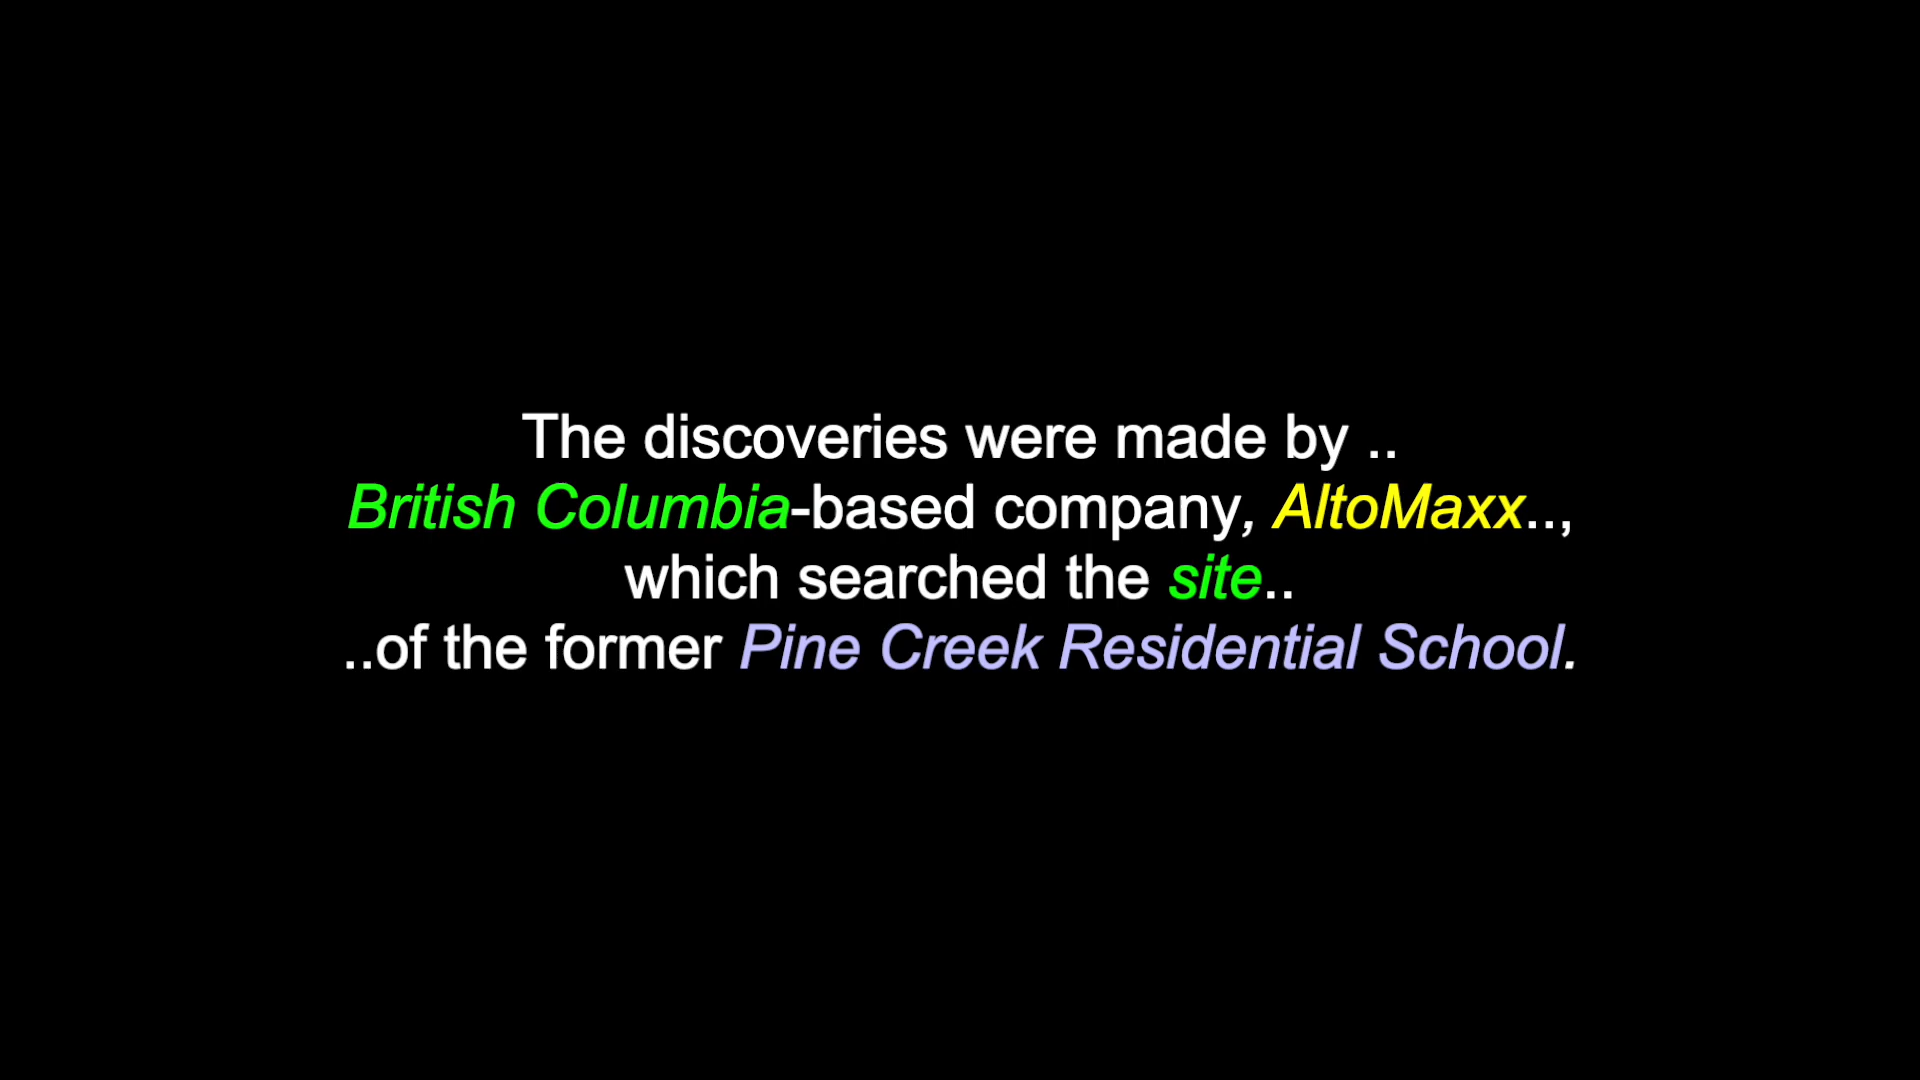 The discoveries were made by ..
British Columbia-based company, AltoMaxx..,
which searched the site..
..of the former Pine Creek Residential School.